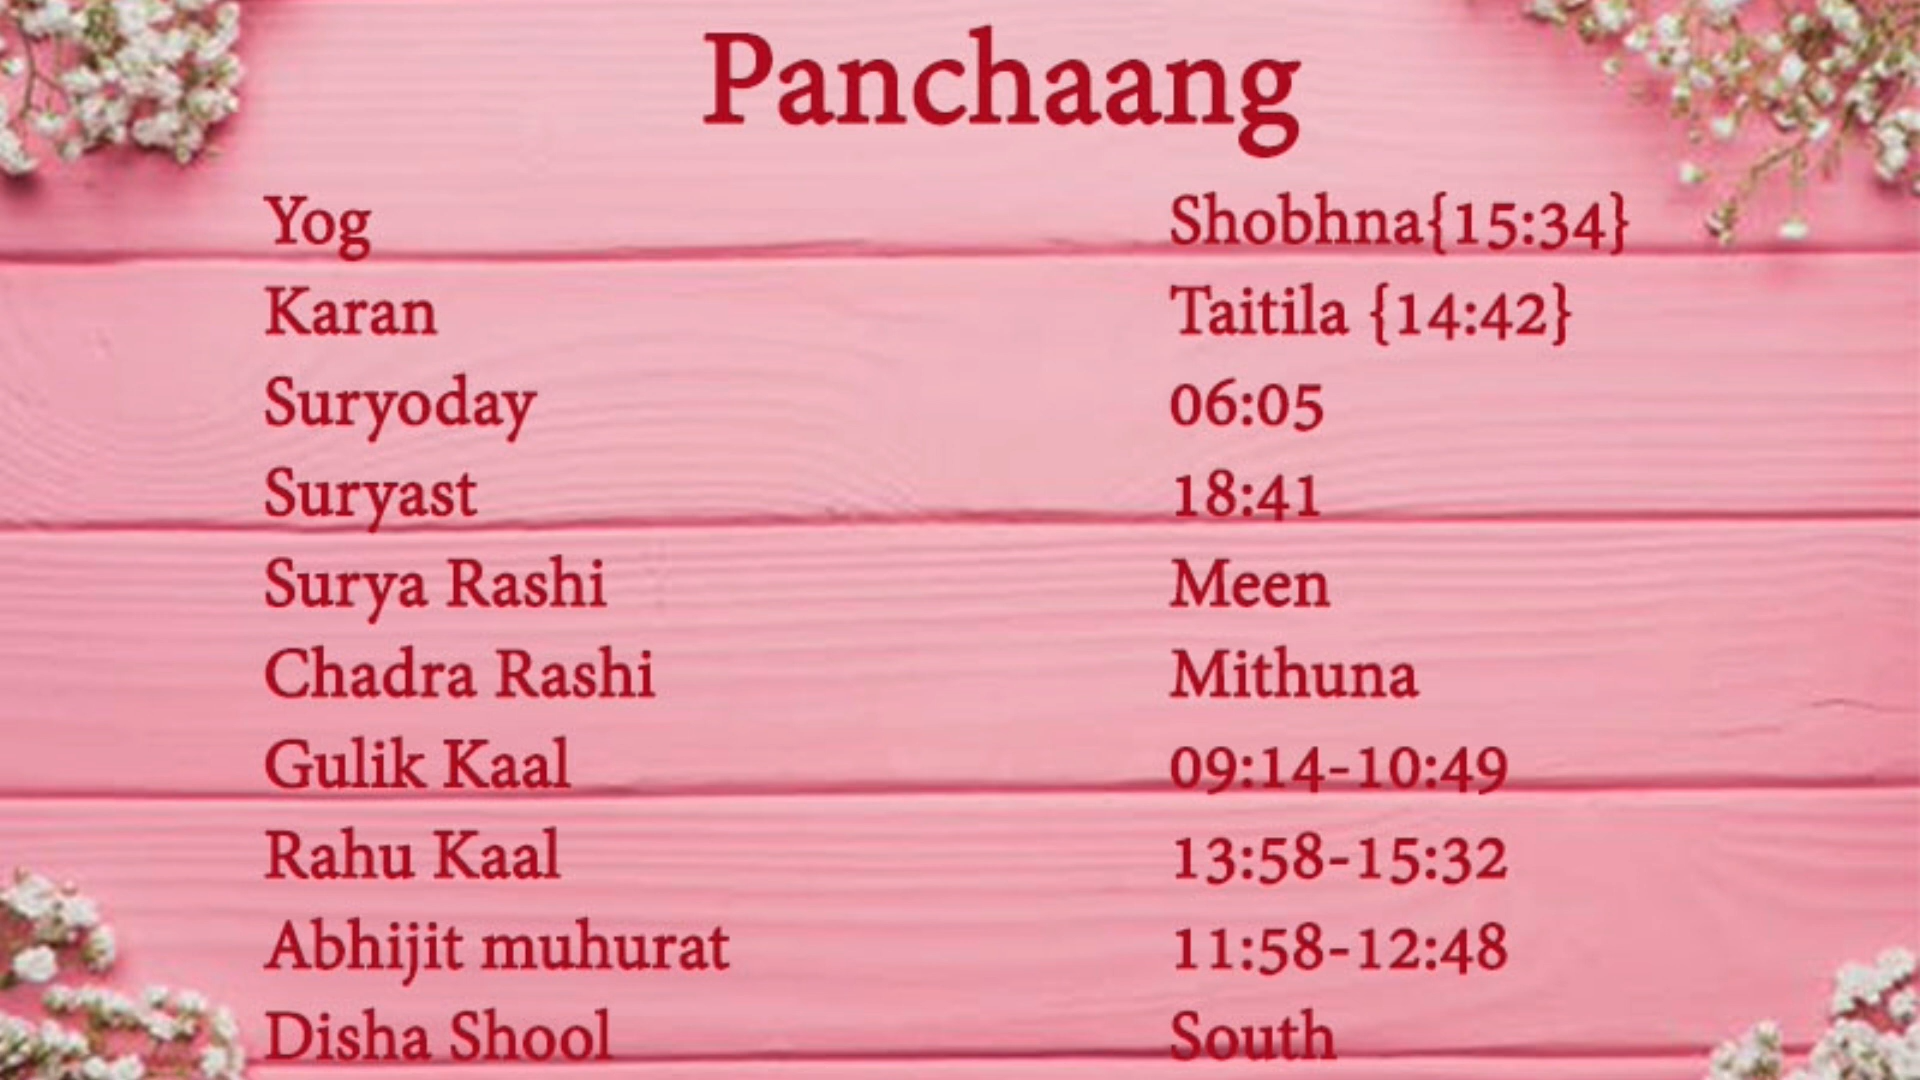 Panchaang
Yog Shobhna{15:34}
Karan Taitila {14:42}
Suryoday 06:05
Suryast 18:41
Surya Rashi Meen
Chadra Rashi Mithuna
Gulik Kaal 09:14-10:49
Rahu Kaal 13:58-15:32
Abhijit muhurat 11:58-12:48
Disha Shool South